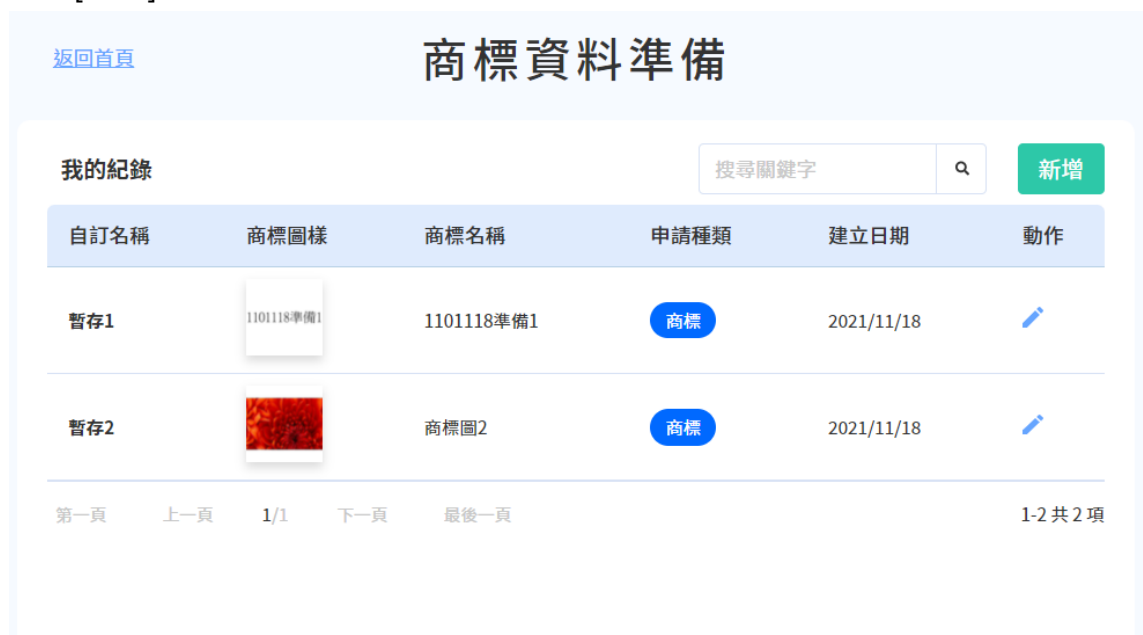 返回首頁
商標資料準備
我的紀錄
搜尋關鍵字
新增
自訂名稱 商標圖樣 商標名稱 申請種類 建立日期 動作
暫存1 1101118準備1 1101118準備1 商標 2021/11/18
暫存2 商標圖2 商標 2021/11/18
第一頁 上一頁 1/1 下一頁 最後一頁 1-2 共 2 項